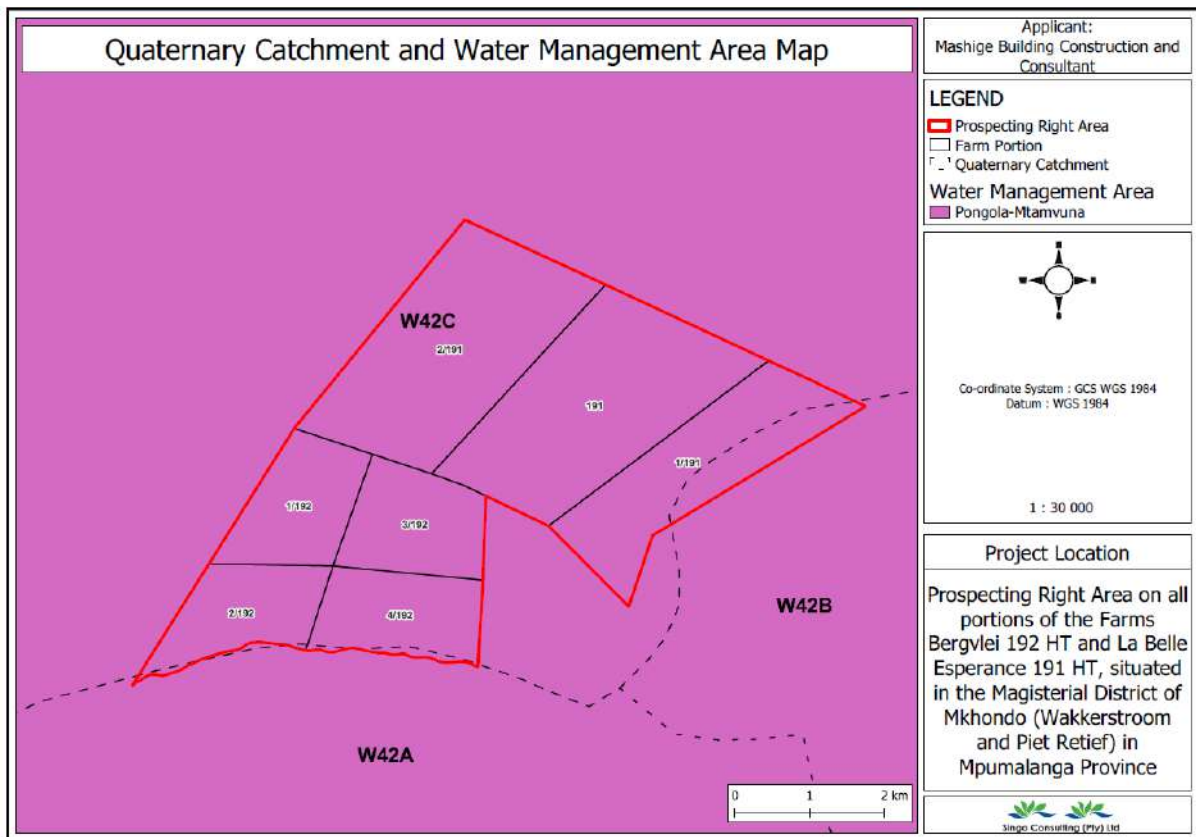 Quaternary Catchment and Water Management Area Map
Applicant:
Mashige Building Construction and
Consultant
LEGEND
Prospecting Right Area
Farm Portion
Quaternary Catchment
Water Management Area
Pongola-Mtamvuna
Co-ordinate System : GCS WGS 1984
Datum : WGS 1984
1 : 30 000
Project Location
Prospecting Right Area on all
portions of the Farms
Bergvlei 192 HT and La Belle
Esperance 191 HT, situated
in the Magisterial District of
Mkhondo (Wakkerstroom
and Piet Retief) in
Mpumalanga Province
Singo Consulting (Pty) Ltd
W42C
2/191
191
1/191
1/192
3/192
2/192
4/192
W42B
W42A
0 1 2 km